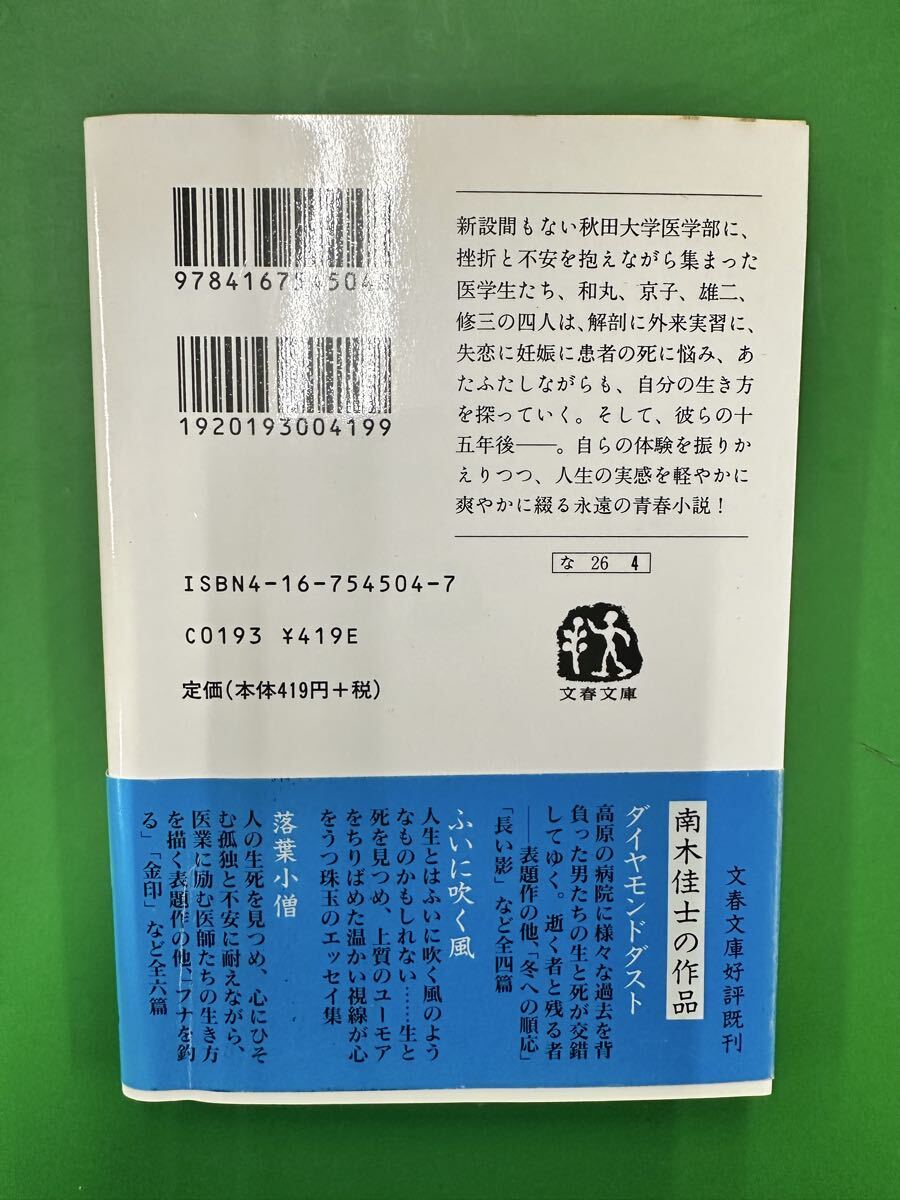 新設間もない秋田大学医学部に、
挫折と不安を抱えながら集まった
医学生たち、和丸、京子、雄二、
修三の四人は、解剖に外来実習に、
失恋に妊娠に患者の死に悩み、あ
たふたしながらも、自分の生き方
を探っていく。そして、彼らの十
五年後——。自らの体験を振りか
えりつつ、人生の実感を軽やかに
爽やかに綴る永遠の青春小説！
1920193004199
ISBN4-16-754504-7
C0193 ¥419E
定価(本体419円+税)
な 26 4
文春文庫
文春文庫好評既刊
南木佳士の作品
ダイヤモンドダスト
高原の病院に様々な過去を背
負った男たちの生と死が交錯
してゆく。逝く者と残る者
——表題作の他、「冬への順応」
「長い影」など全四篇
ふいに吹く風
人生とはふいに吹く風のよう
なものかもしれない……生と
死を見つめ、上質のユーモア
をちりばめた温かい視線が心
をうつ珠玉のエッセイ集
落葉小僧
人の生死を見つめ、心にひそ
む孤独と不安に耐えながら、
医業に励む医師たちの生き方
を描く表題作の他、「フナを釣
る」「金印」など全六篇